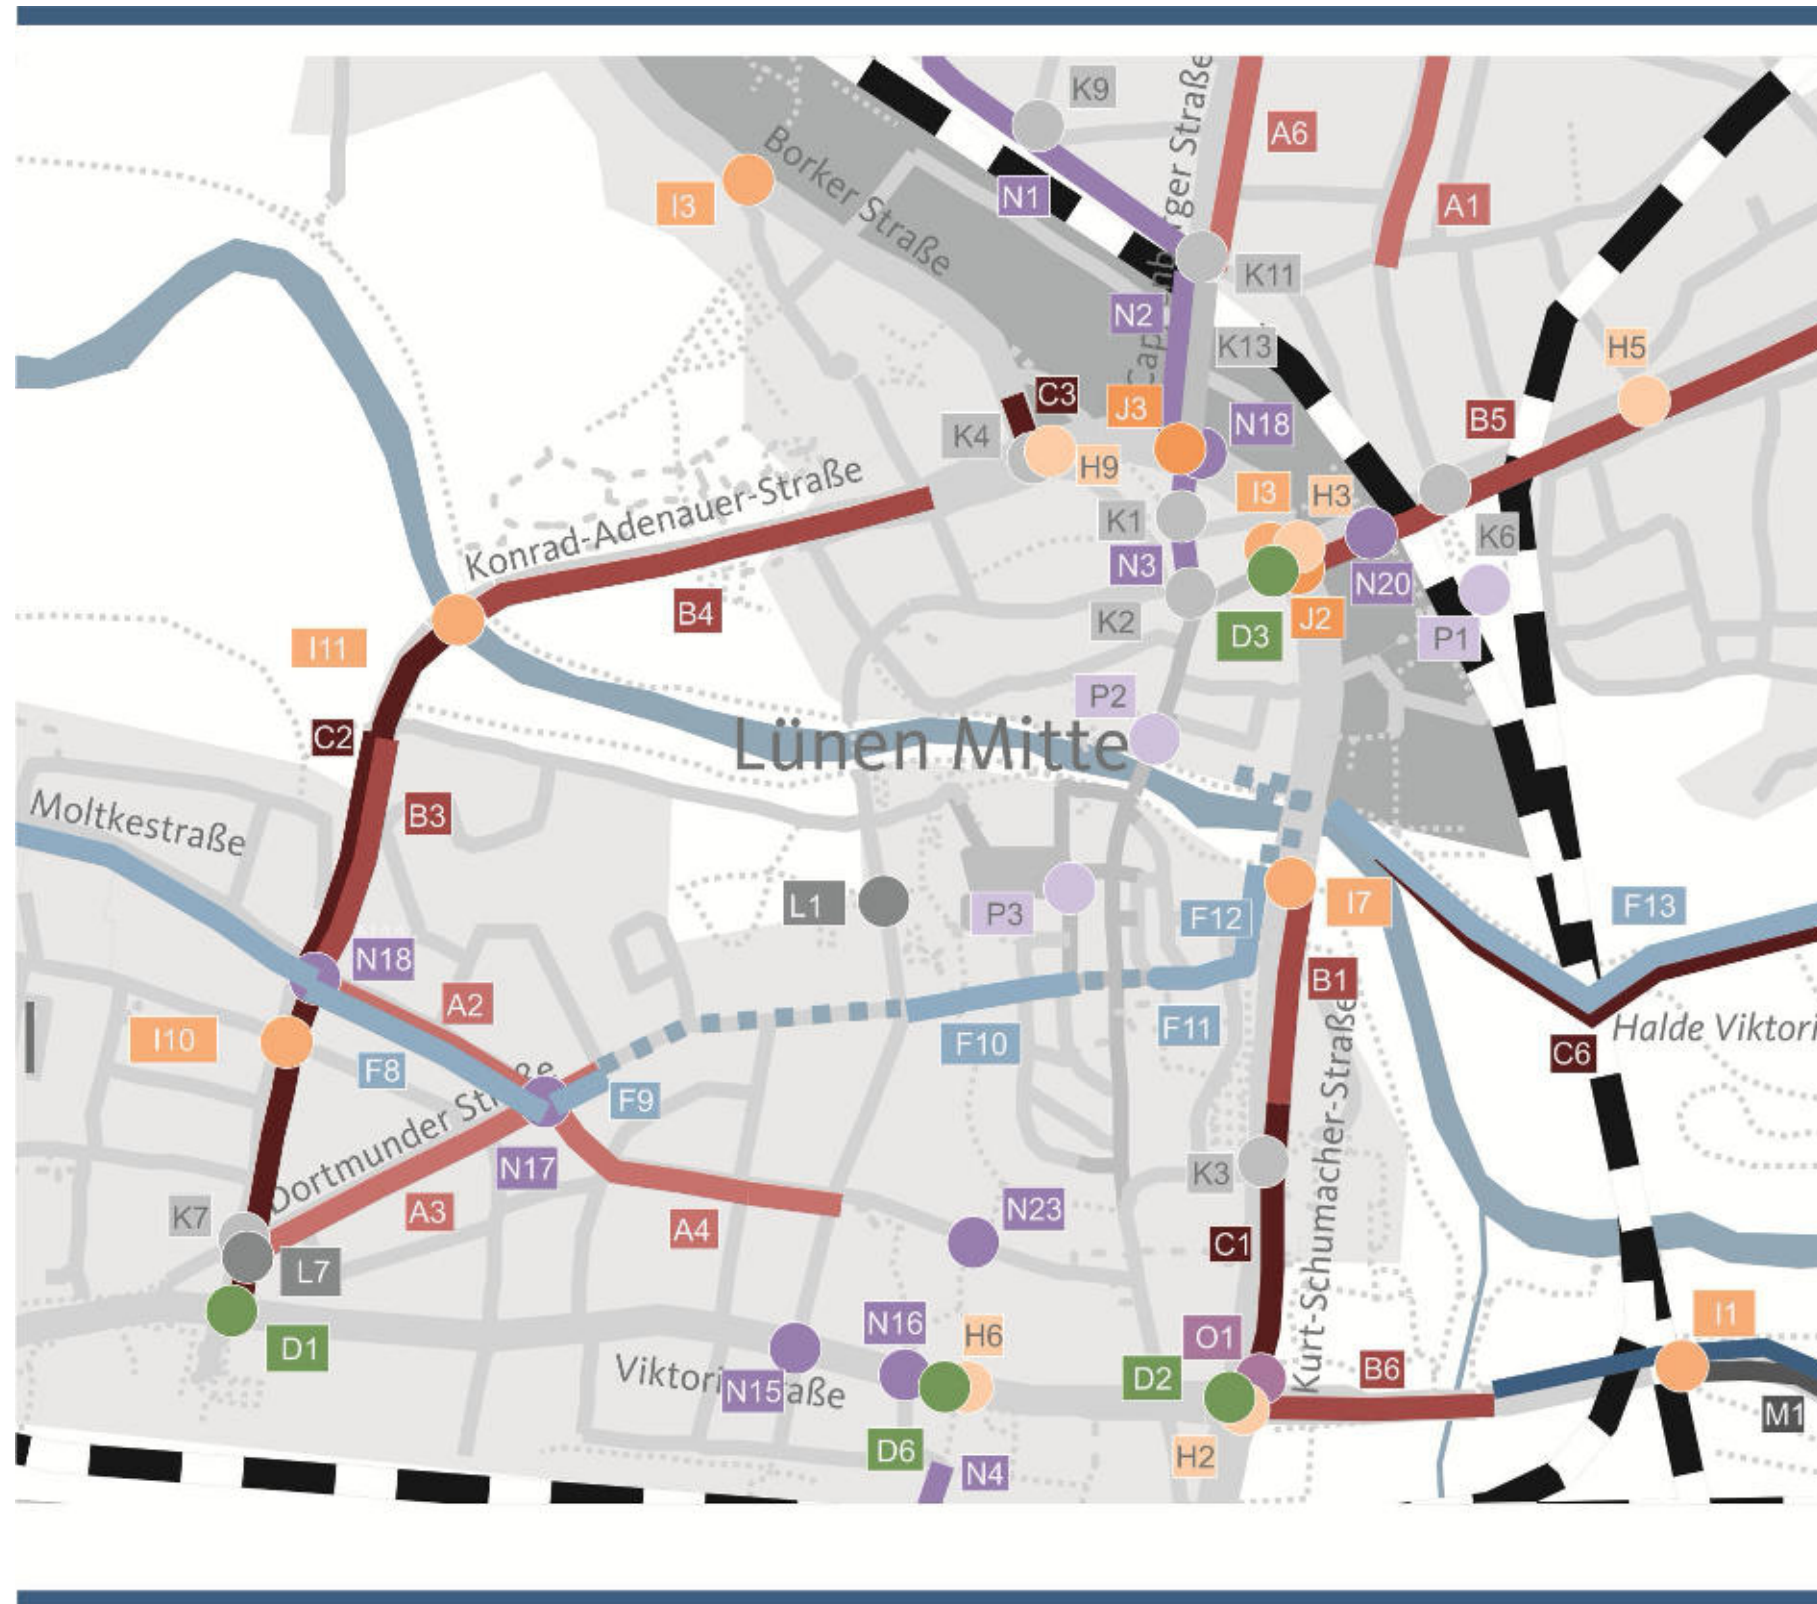 K9
A6
Borker Straße
N1
I3
A1
K11
N2
K13
H5
C3
J3
B5
N18
K4
H9
I3
H3
Konrad-Adenauer-Straße
K1
K6
N3
N20
B4
K2
D3
J2
P1
I11
P2
C2
Lünen Mitte
Moltkestraße
B3
L1
P3
F12
I7
F13
N18
B1
A2
I10
F10
F11
Halde Viktori
F8
C6
F9
Dortmunder Straße
N17
K3
K7
A3
A4
N23
C1
Kurt-Schumacher-Straße
L7
I1
N16
H6
O1
D1
D2
B6
N15
M1
D6
H2
N4